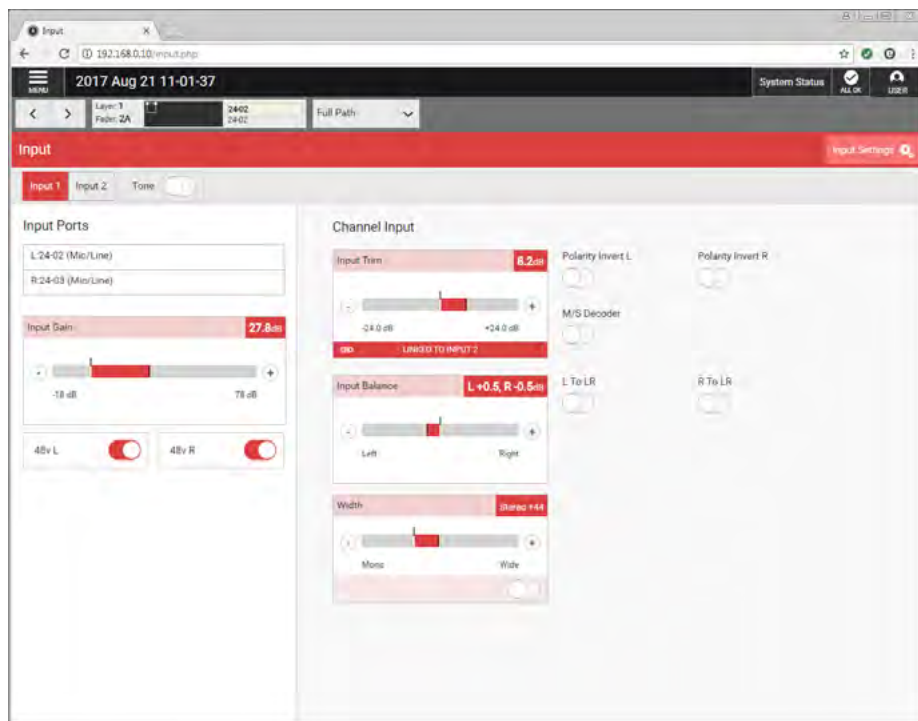 Input
192.168.0.10/input.php
MENU
2017 Aug 21 11-01-37
System Status
ALL OK
USER
Layer: 1
Fader: 2A
24-02
24-02
Full Path
Input
Input Settings
Input 1
Input 2
Tone
Input Ports
L:24-02 (Mic/Line)
R:24-03 (Mic/Line)
Input Gain
27.8dB
-
+
-18 dB
78 dB
48v L
48v R
Channel Input
Input Trim
8.2dB
-
+
-24.0 dB
+24.0 dB
LINKED TO INPUT 2
Polarity Invert L
Polarity Invert R
M/S Decoder
Input Balance
L +0.5, R -0.5dB
-
+
Left
Right
L To LR
R To LR
Width
Stereo +44
-
+
Mono
Wide